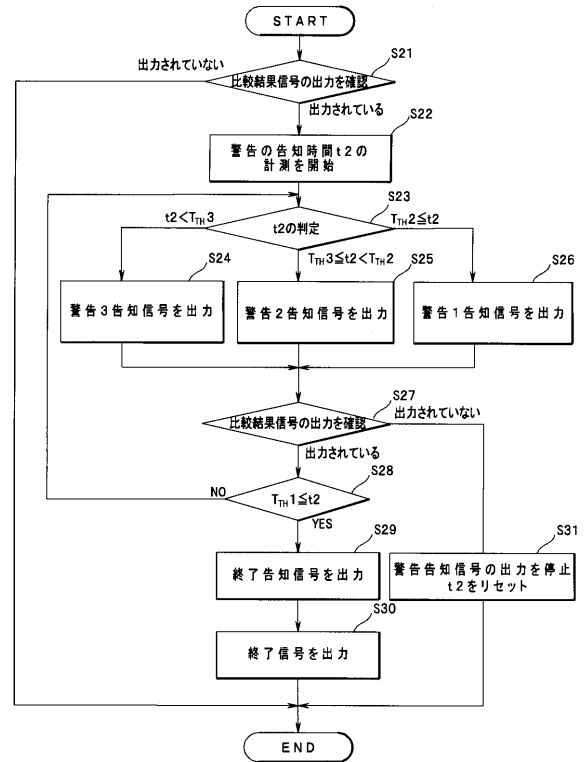 START
S21
出力されていない
比較結果信号の出力を確認
出力されている
S22
警告の告知時間t2の
計測を開始
S23
t2<TTH3
t2の判定
TTH2≦t2
S24
TTH3≦t2<TTH2
S25
S26
警告3告知信号を出力
警告2告知信号を出力
警告1告知信号を出力
S27
比較結果信号の出力を確認
出力されていない
出力されている
S28
NO
TTH1≦t2
YES
S29
S31
終了告知信号を出力
警告告知信号の出力を停止
t2をリセット
S30
終了信号を出力
END